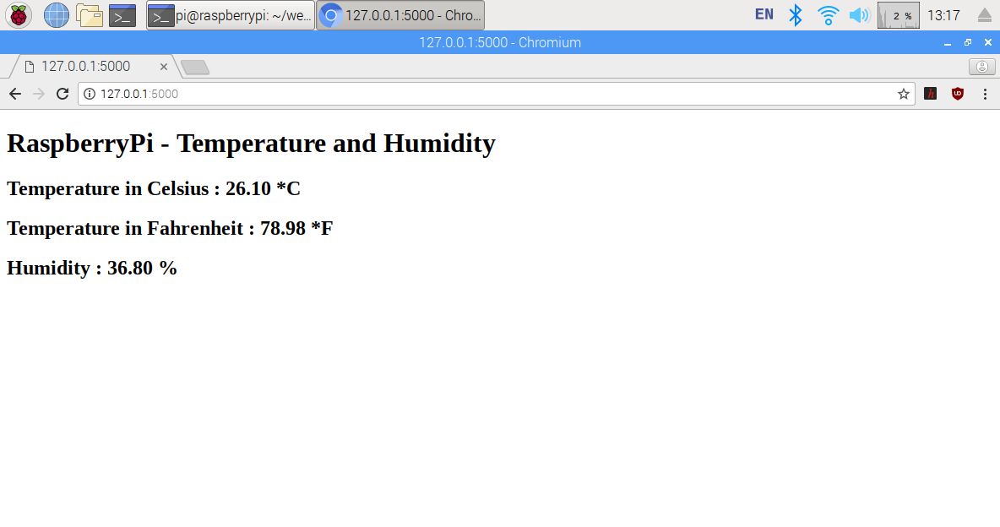 pi@raspberrypi: ~/we... 127.0.0.1:5000 - Chro... EN 2 % 13:17
127.0.0.1:5000 - Chromium
127.0.0.1:5000
127.0.0.1:5000
RaspberryPi - Temperature and Humidity
Temperature in Celsius : 26.10 *C
Temperature in Fahrenheit : 78.98 *F
Humidity : 36.80 %